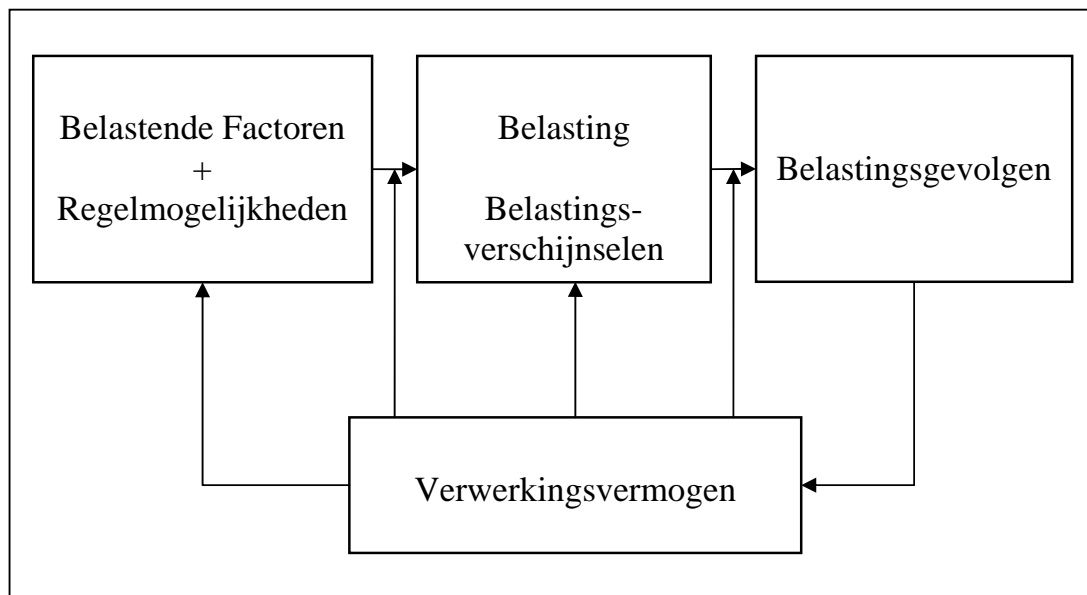 Belastende Factoren
+
Regelmogelijkheden
Belasting
Belastings-
verschijnselen
Belastingsgevolgen
Verwerkingsvermogen